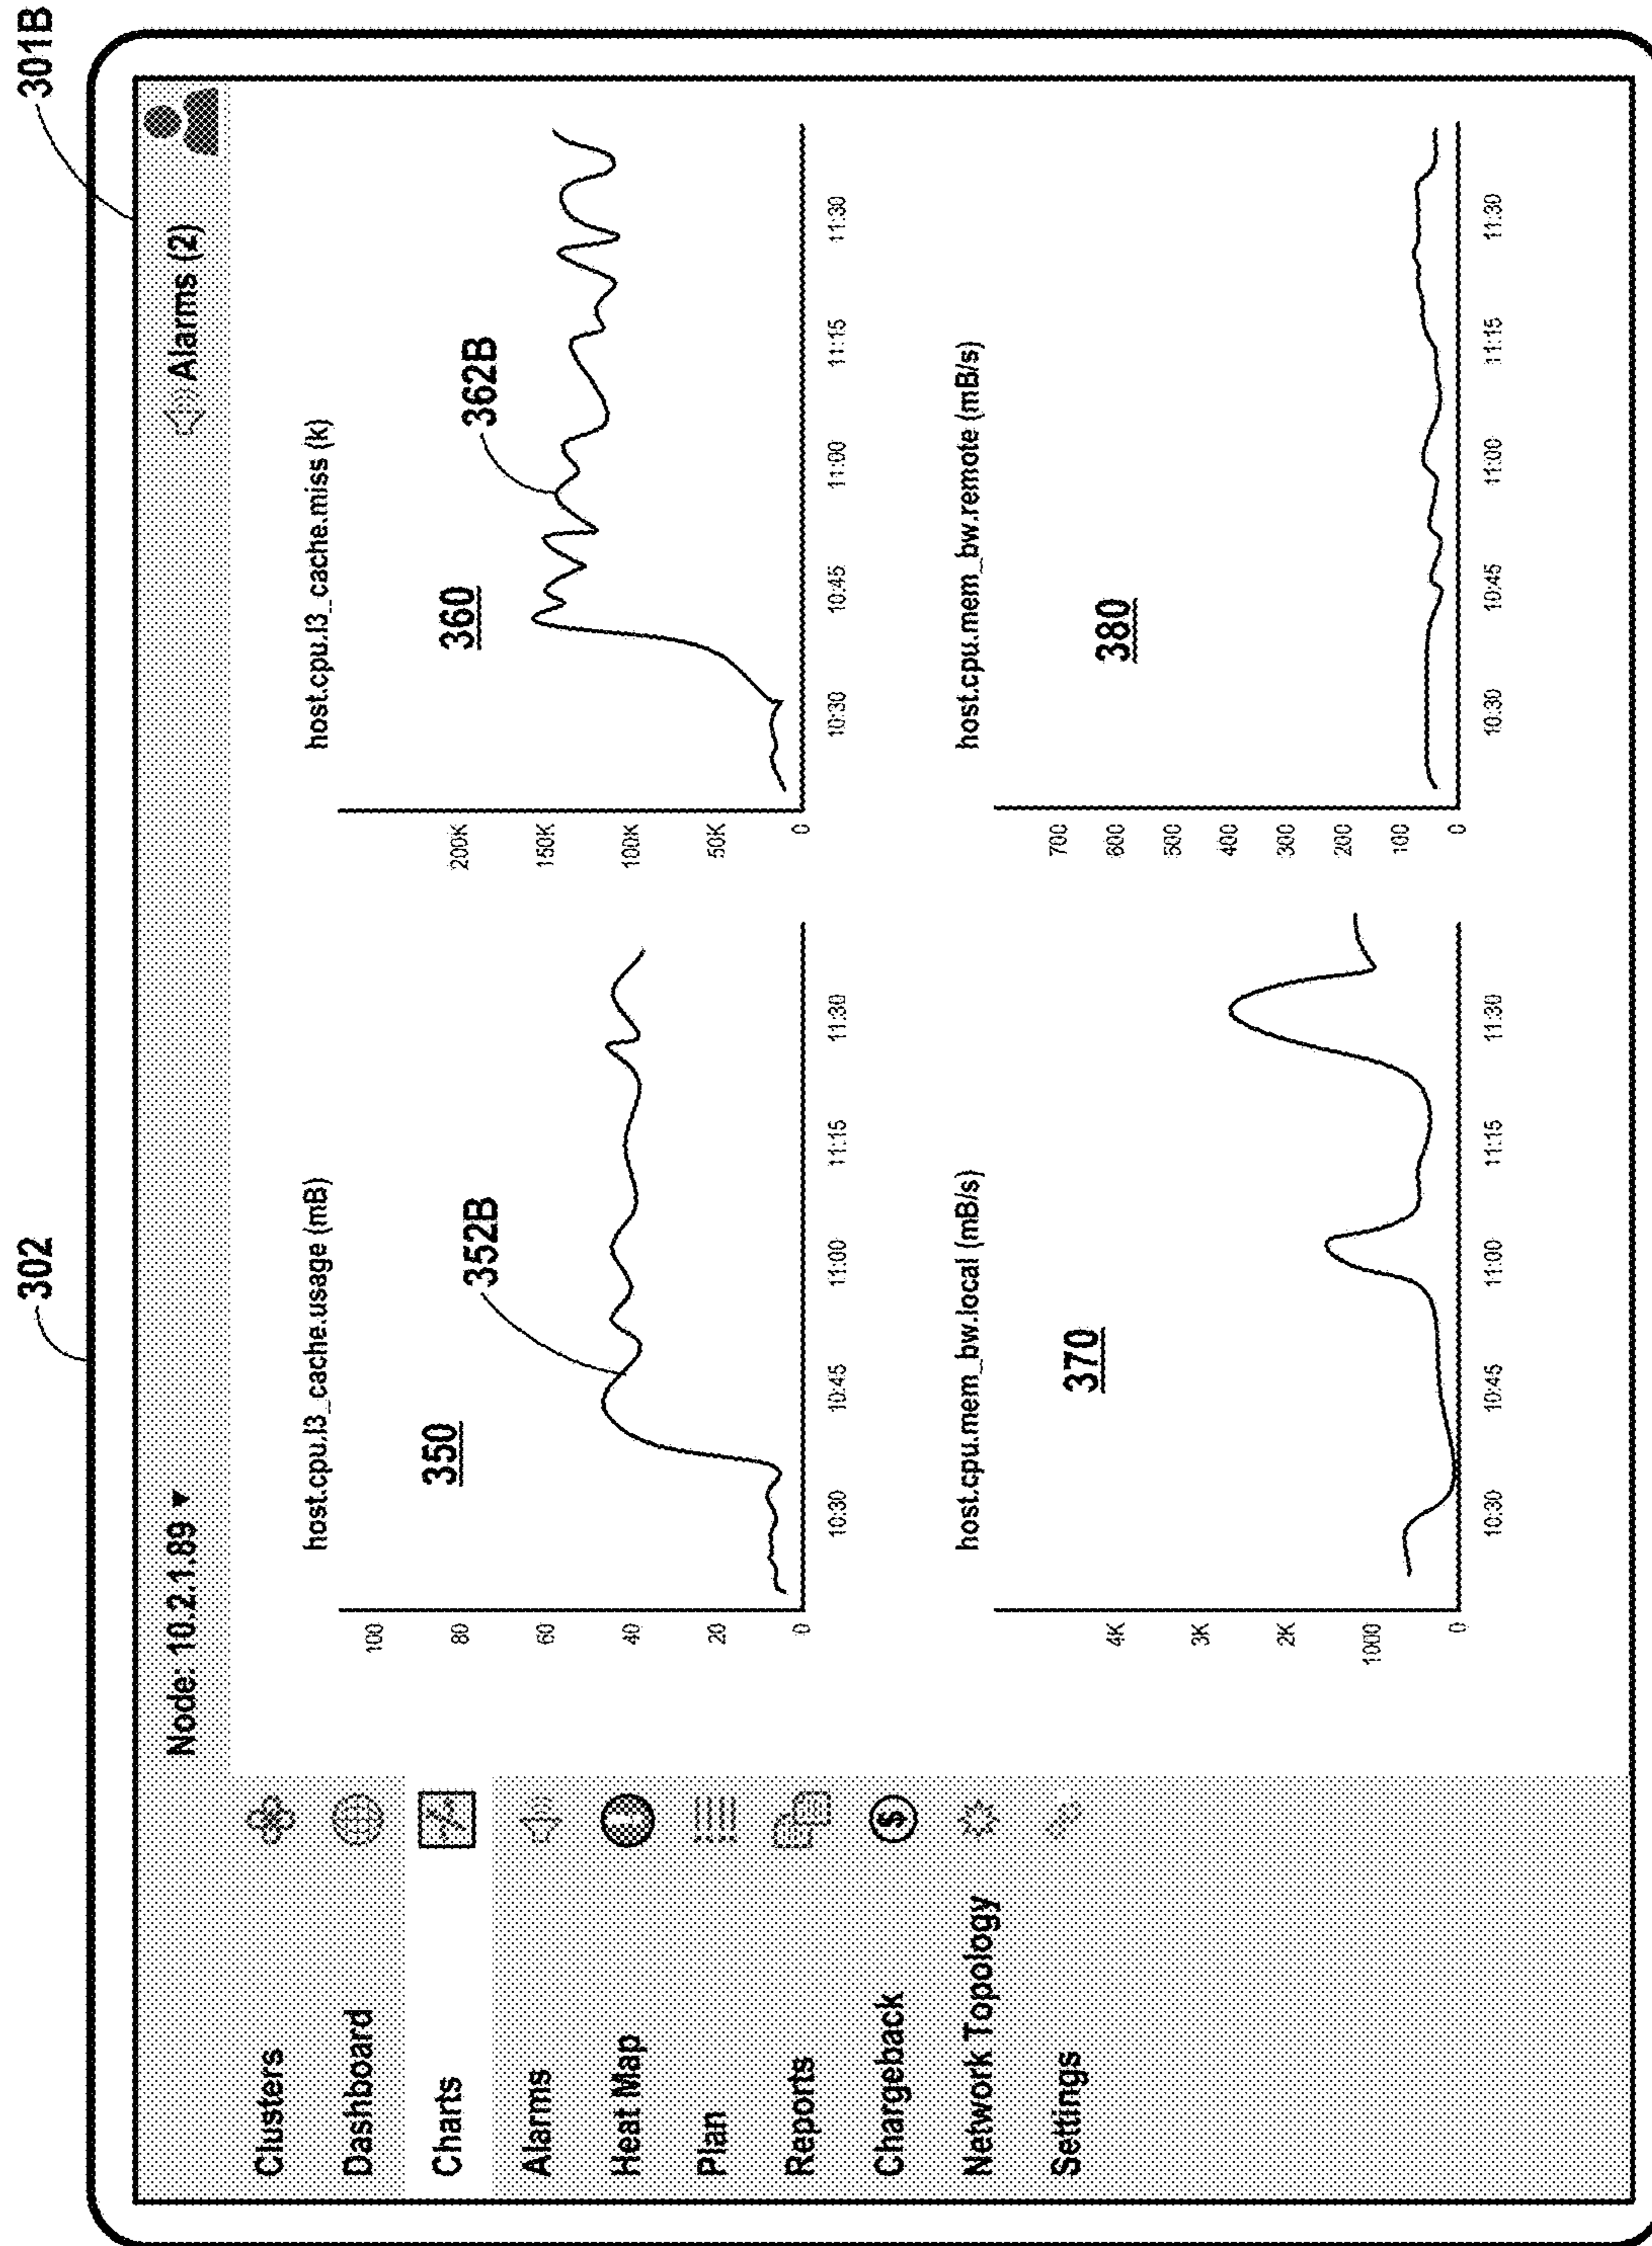 302
301B
Node: 10.2.1.89 ▼
Alarms (2)
Clusters
Dashboard
Charts
Alarms
Heat Map
Plan
Reports
Chargeback
$
Network Topology
Settings
host.cpu.l3_cache.usage (mB)
350
352B
100
80
60
40
20
0
10:30 10:45 11:00 11:15 11:30
host.cpu.l3_cache.miss (k)
360
362B
200K
150K
100K
50K
0
10:30 10:45 11:00 11:15 11:30
host.cpu.mem_bw.local (mB/s)
370
4K
3K
2K
1000
0
10:30 10:45 11:00 11:15 11:30
host.cpu.mem_bw.remote (mB/s)
380
700
600
500
400
300
200
100
0
10:30 10:45 11:00 11:15 11:30